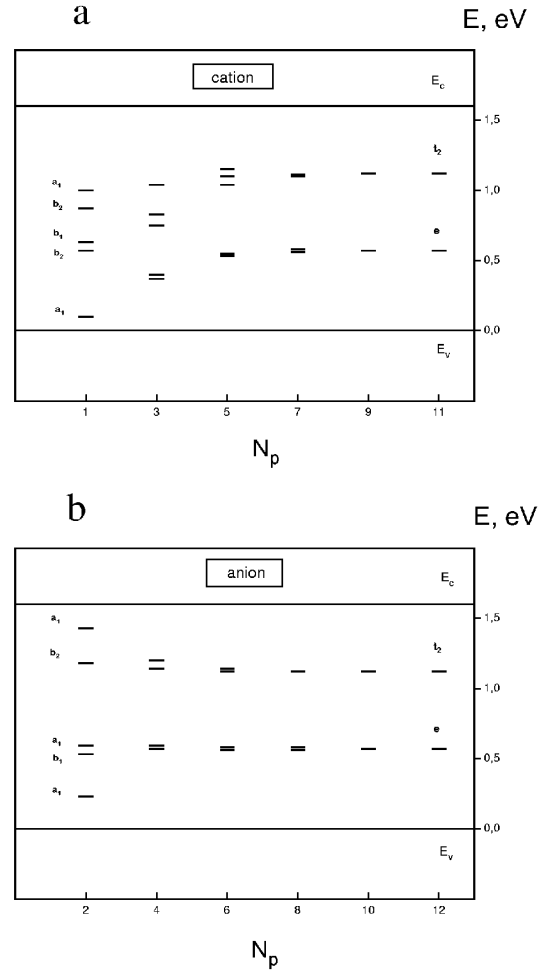 a
E, eV
cation
E_c
1,5
t_2
a_1
1,0
b_2
e
b_1
b_2
0,5
a_1
0,0
E_v
1 3 5 7 9 11
N_p
b
E, eV
anion
E_c
a_1
1,5
t_2
b_2
1,0
e
a_1
b_1
0,5
a_1
0,0
E_v
2 4 6 8 10 12
N_p